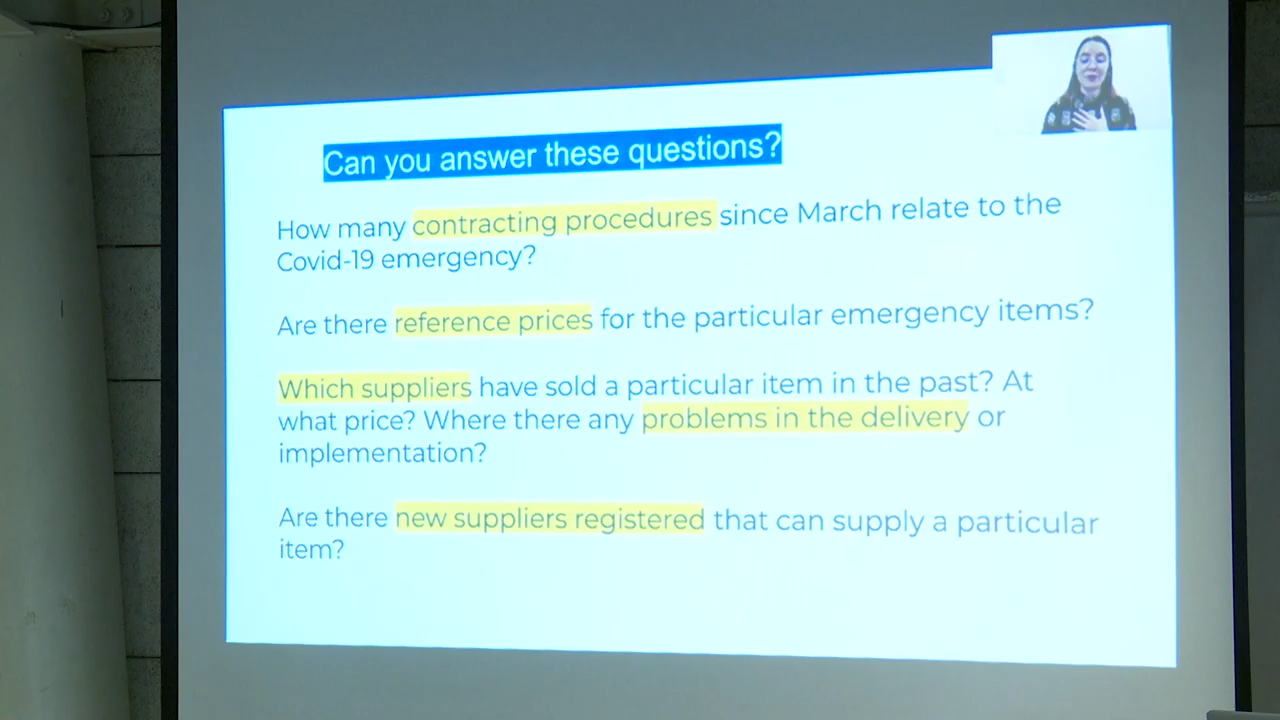 Can you answer these questions?
How many contracting procedures since March relate to the
Covid-19 emergency?
Are there reference prices for the particular emergency items?
Which suppliers have sold a particular item in the past? At
what price? Where there any problems in the delivery or
implementation?
Are there new suppliers registered that can supply a particular
item?